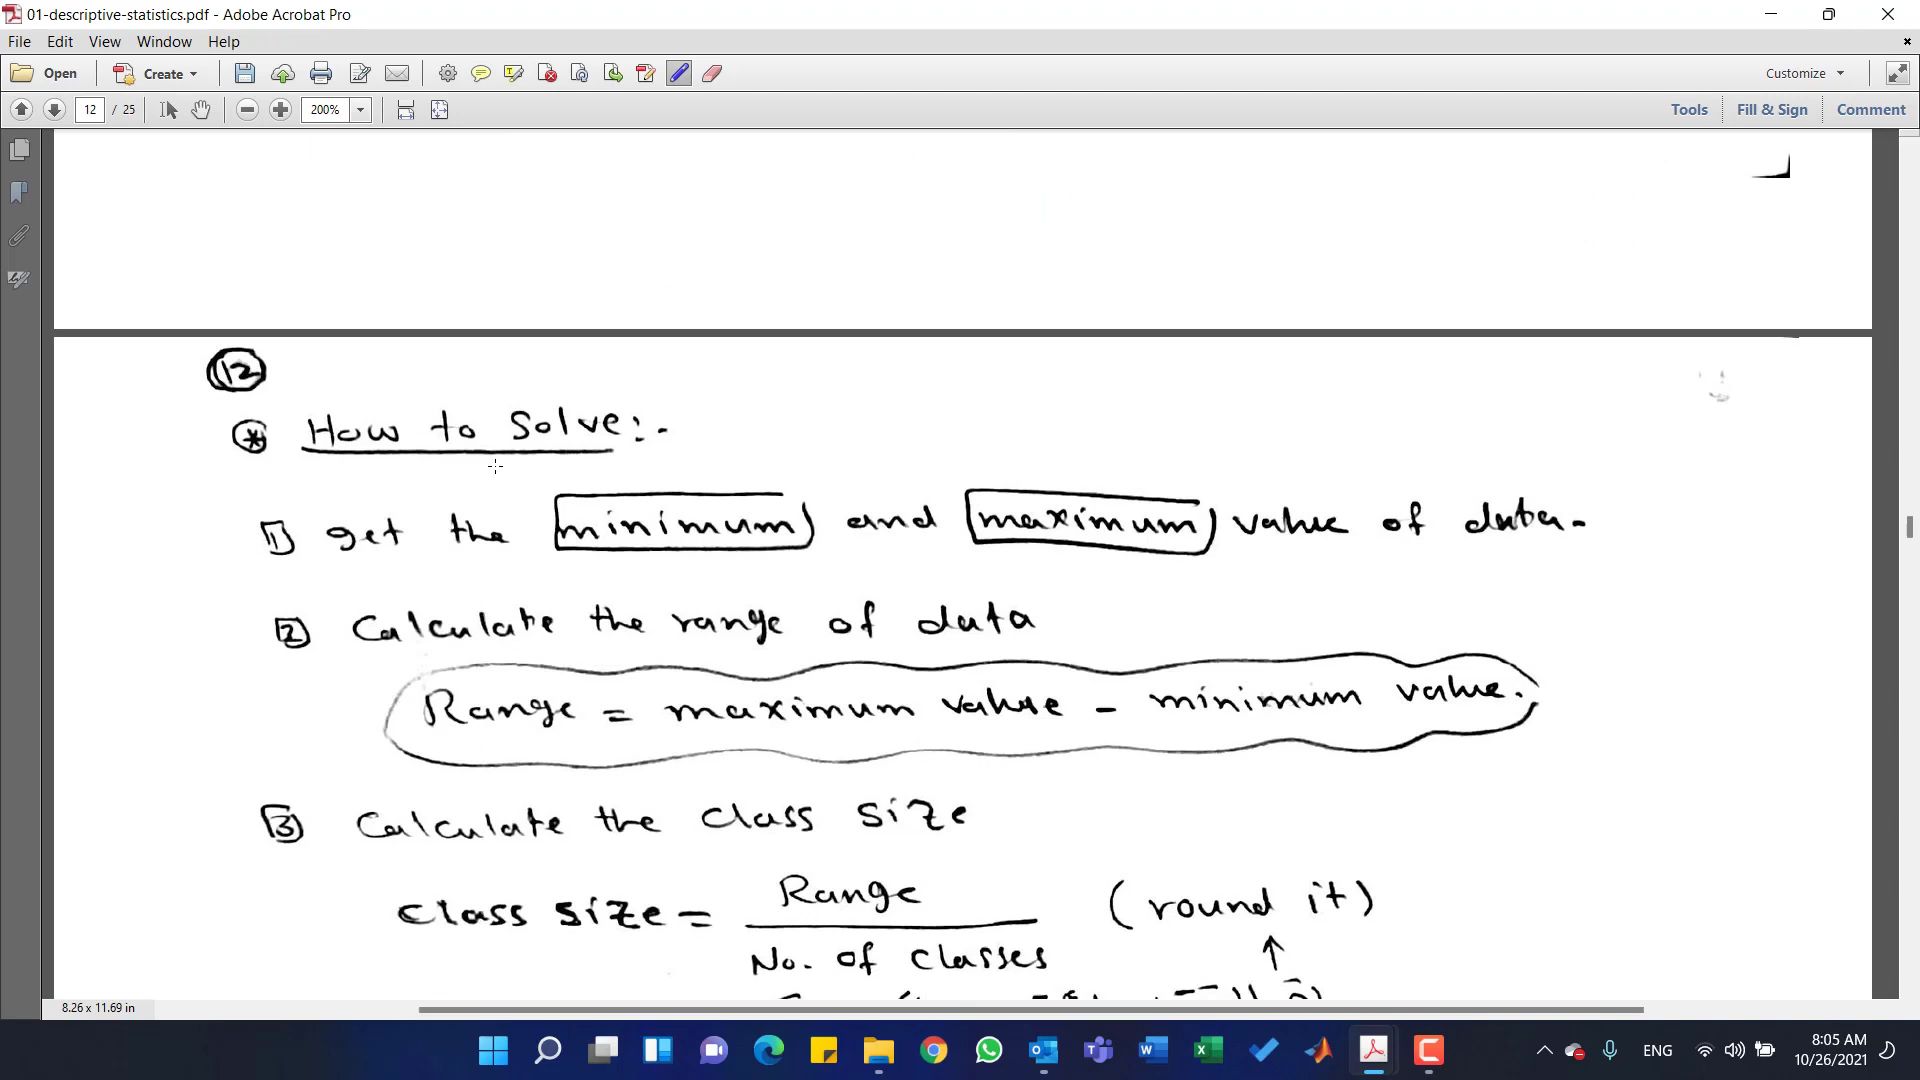 01-descriptive-statistics.pdf - Adobe Acrobat Pro
File Edit View Window Help
Open Create Customize
12 / 25 200% Tools Fill & Sign Comment
12
* How to Solve:-
1 get the minimum and maximum value of data.
2 Calculate the range of data
Range = maximum value - minimum value.
3 Calculate the class size
class size = Range (round it)
No. of classes
8.26 x 11.69 in
ENG 8:05 AM
10/26/2021